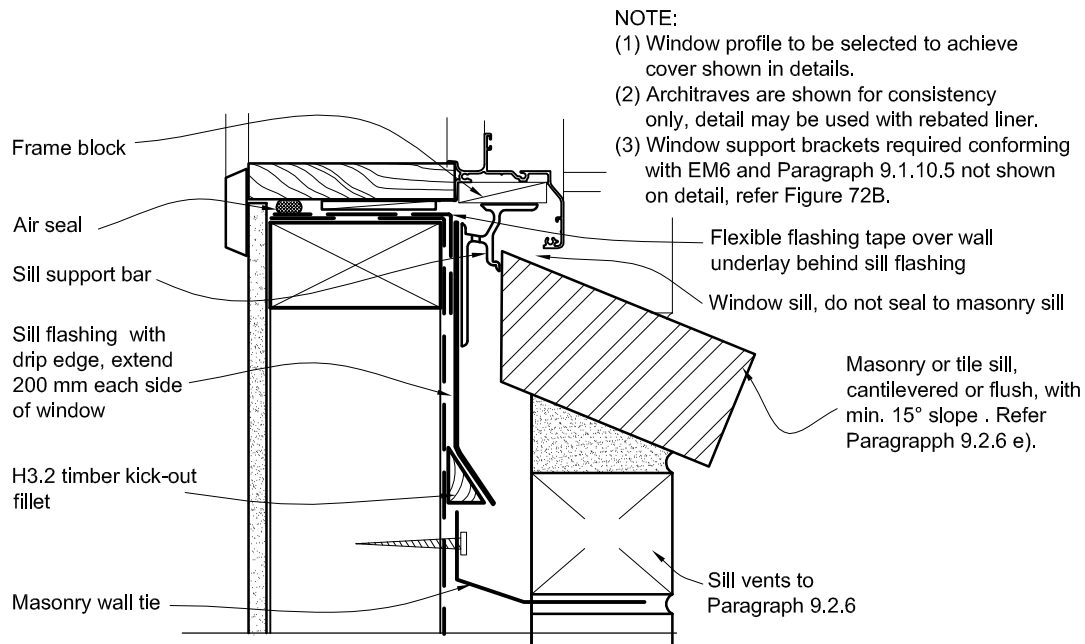 NOTE:
(1) Window profile to be selected to achieve
cover shown in details.
(2) Architraves are shown for consistency
only, detail may be used with rebated liner.
(3) Window support brackets required conforming
with EM6 and Paragraph 9.1.10.5 not shown
on detail, refer Figure 72B.
Frame block
Air seal
Sill support bar
Sill flashing with
drip edge, extend
200 mm each side
of window
H3.2 timber kick-out
fillet
Masonry wall tie
Flexible flashing tape over wall
underlay behind sill flashing
Window sill, do not seal to masonry sill
Masonry or tile sill,
cantilevered or flush, with
min. 15° slope . Refer
Paragrapph 9.2.6 e).
Sill vents to
Paragraph 9.2.6